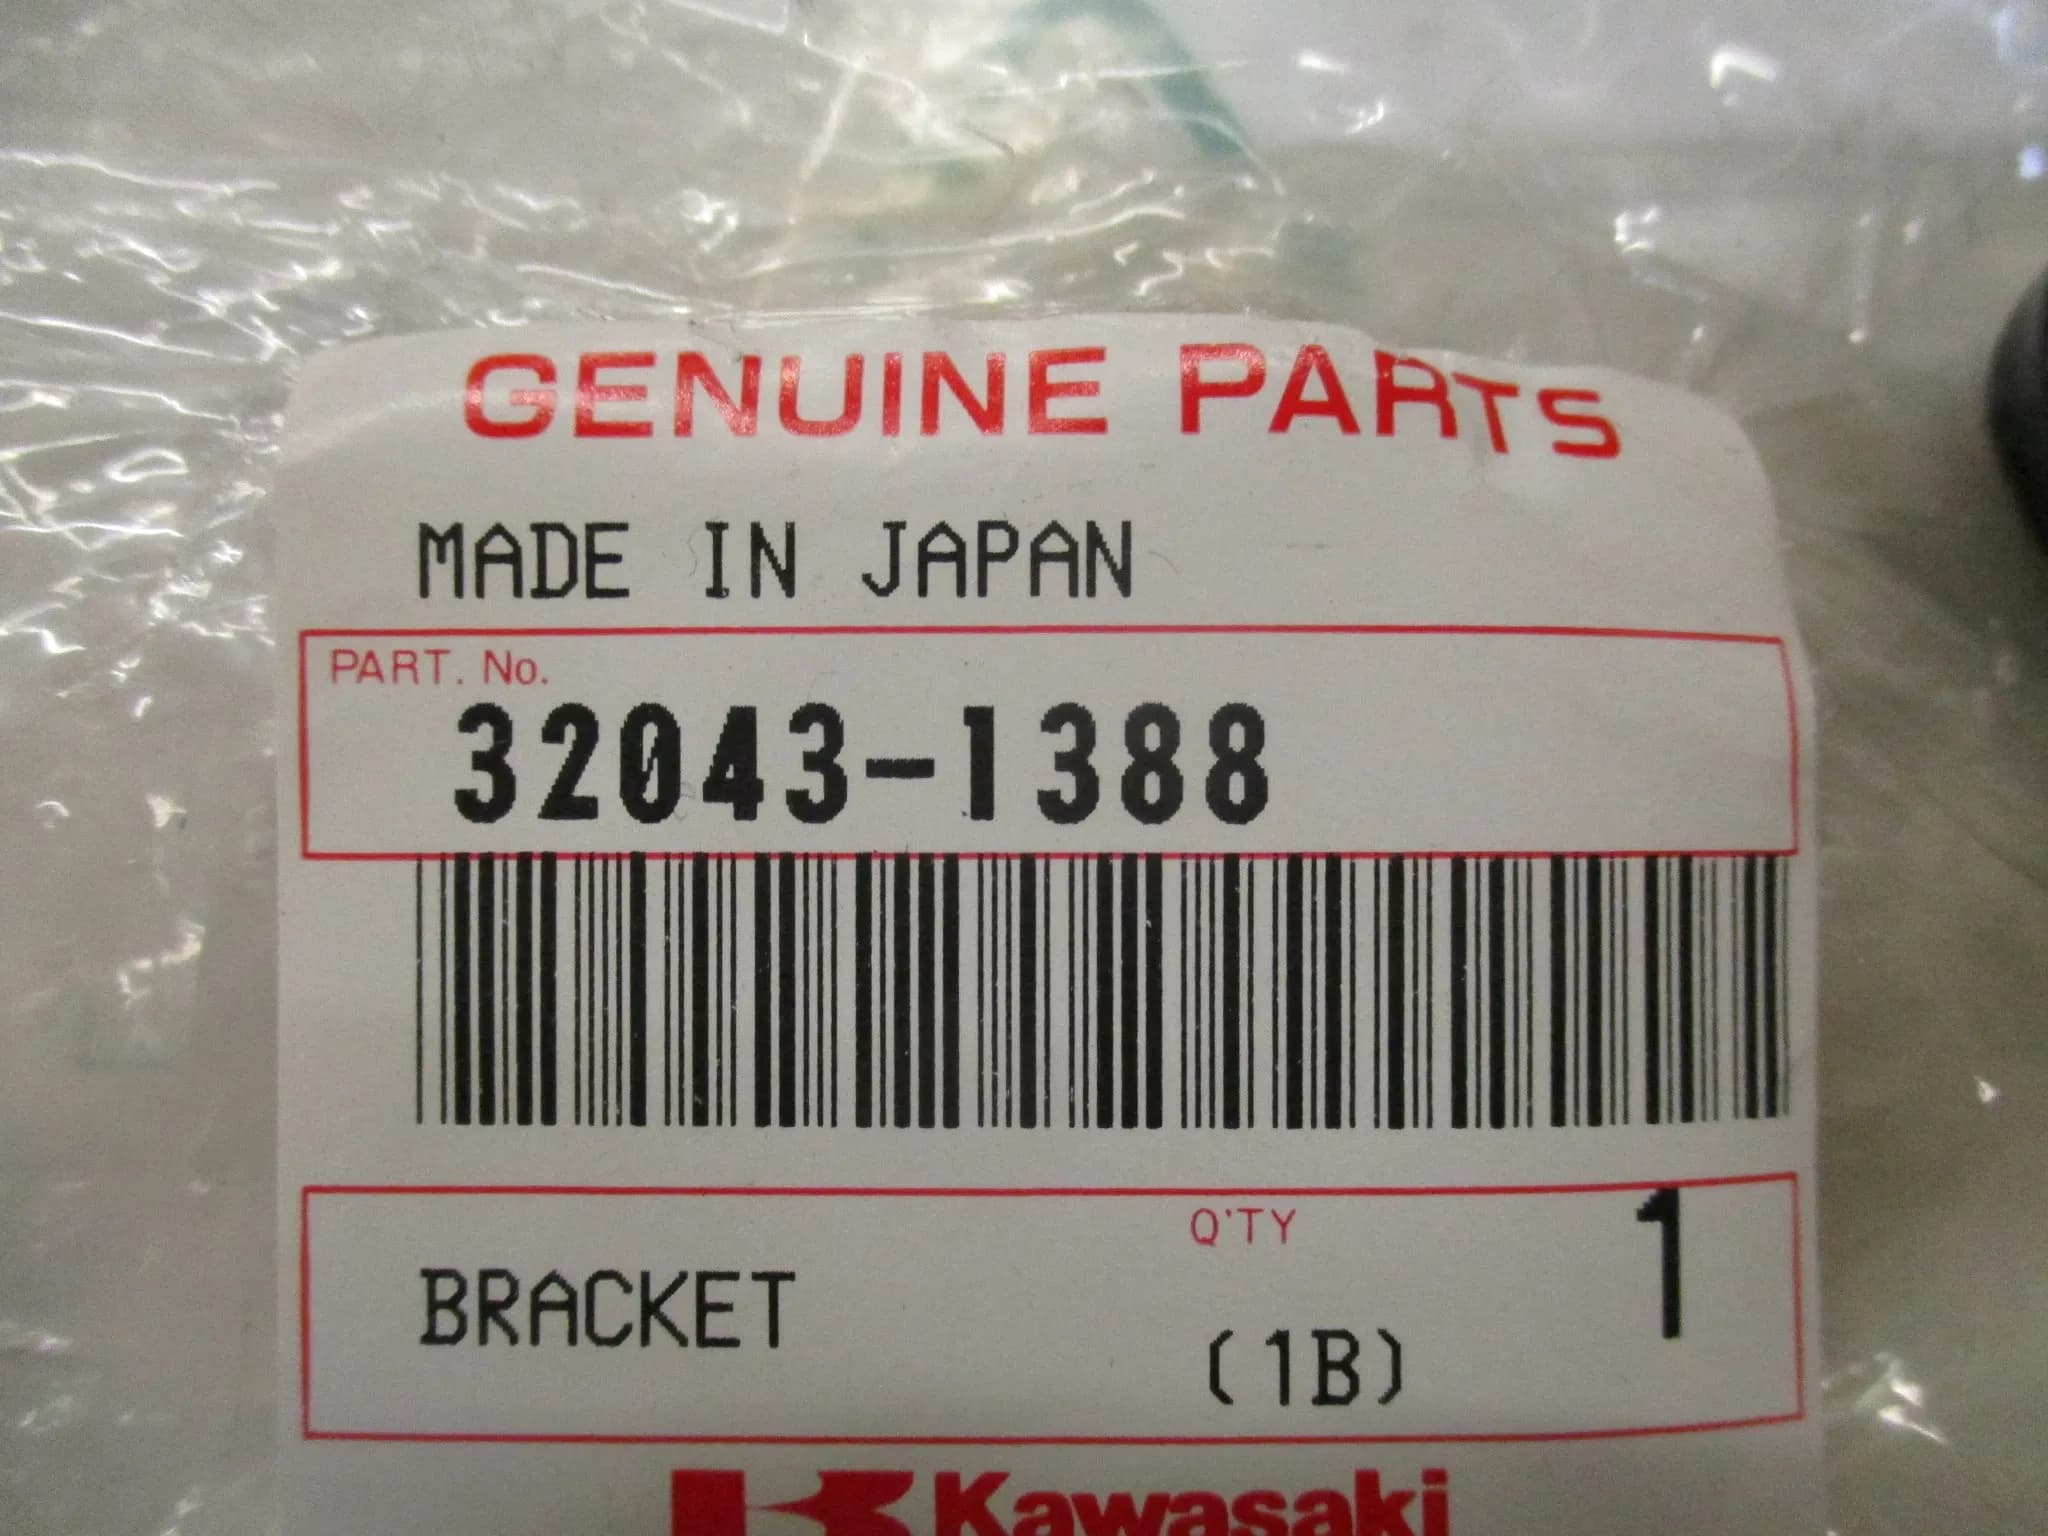 GENUINE PARTS
MADE IN JAPAN
PART. No.
32043-1388
Q'TY 1
BRACKET
(1B)
Kawasaki